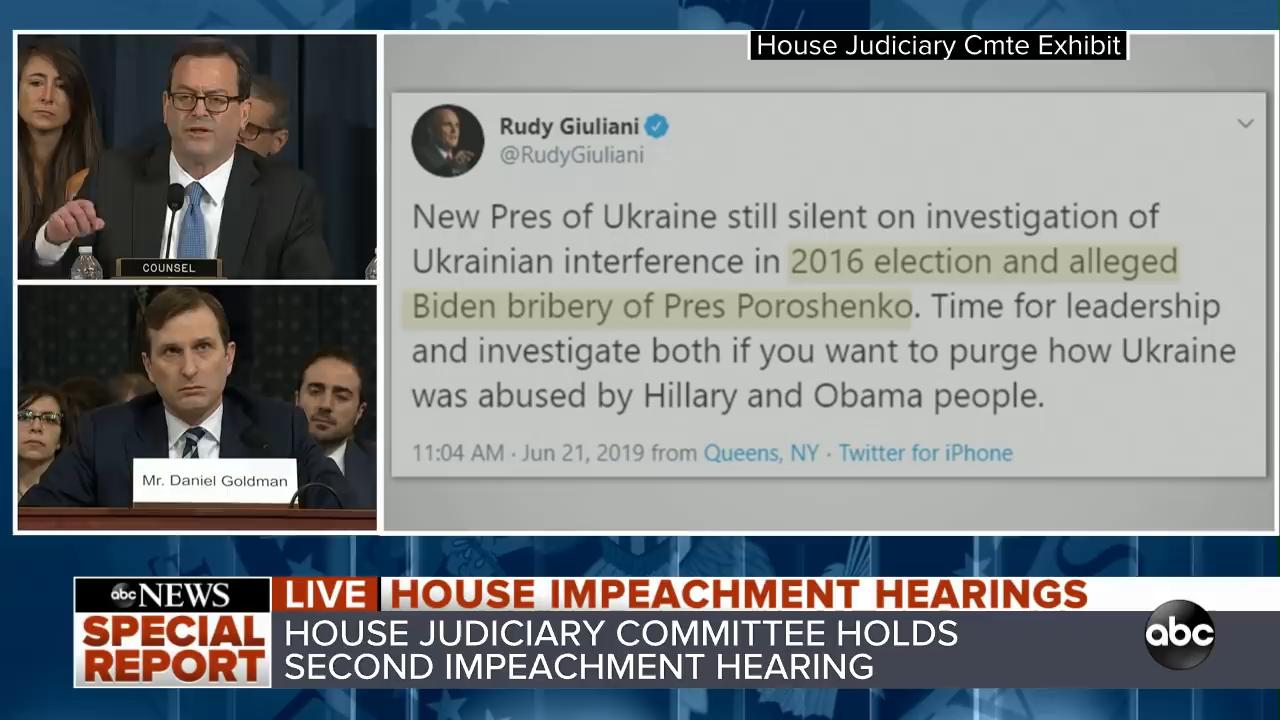 House Judiciary Cmte Exhibit
Rudy Giuliani
@RudyGiuliani
New Pres of Ukraine still silent on investigation of
Ukrainian interference in 2016 election and alleged
Biden bribery of Pres Poroshenko. Time for leadership
and investigate both if you want to purge how Ukraine
was abused by Hillary and Obama people.
11:04 AM · Jun 21, 2019 from Queens, NY · Twitter for iPhone
COUNSEL
Mr. Daniel Goldman
abc NEWS
SPECIAL
REPORT
LIVE HOUSE IMPEACHMENT HEARINGS
HOUSE JUDICIARY COMMITTEE HOLDS
SECOND IMPEACHMENT HEARING
abc